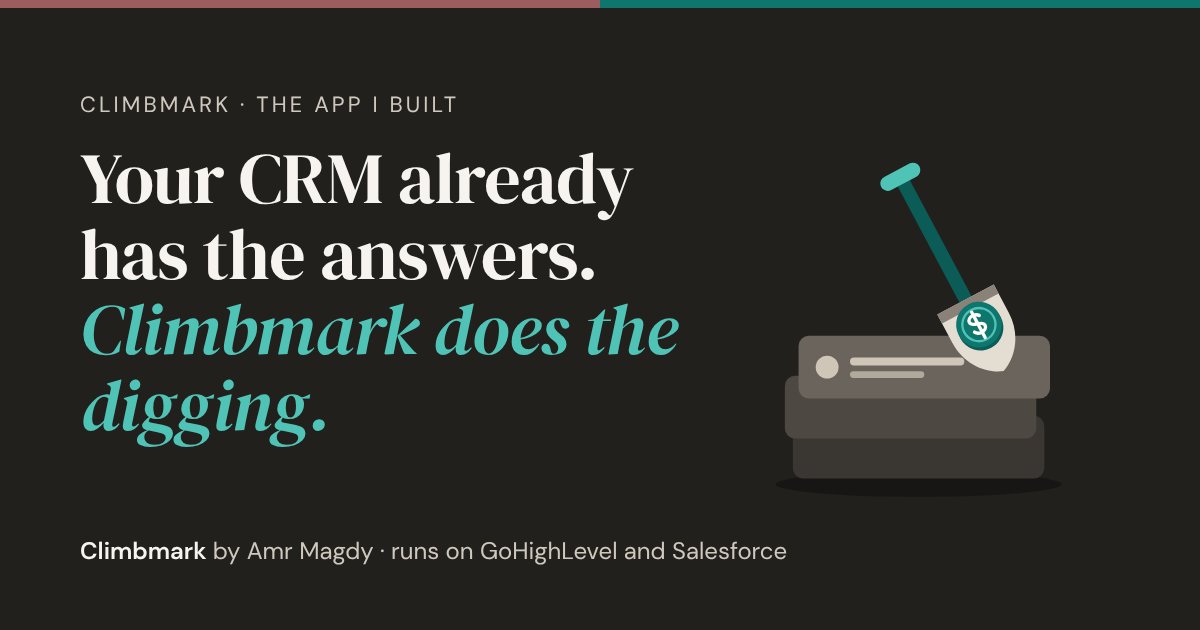 CLIMBMARK · THE APP I BUILT
Your CRM already
has the answers.
Climbmark does the
digging.
$
Climbmark by Amr Magdy · runs on GoHighLevel and Salesforce